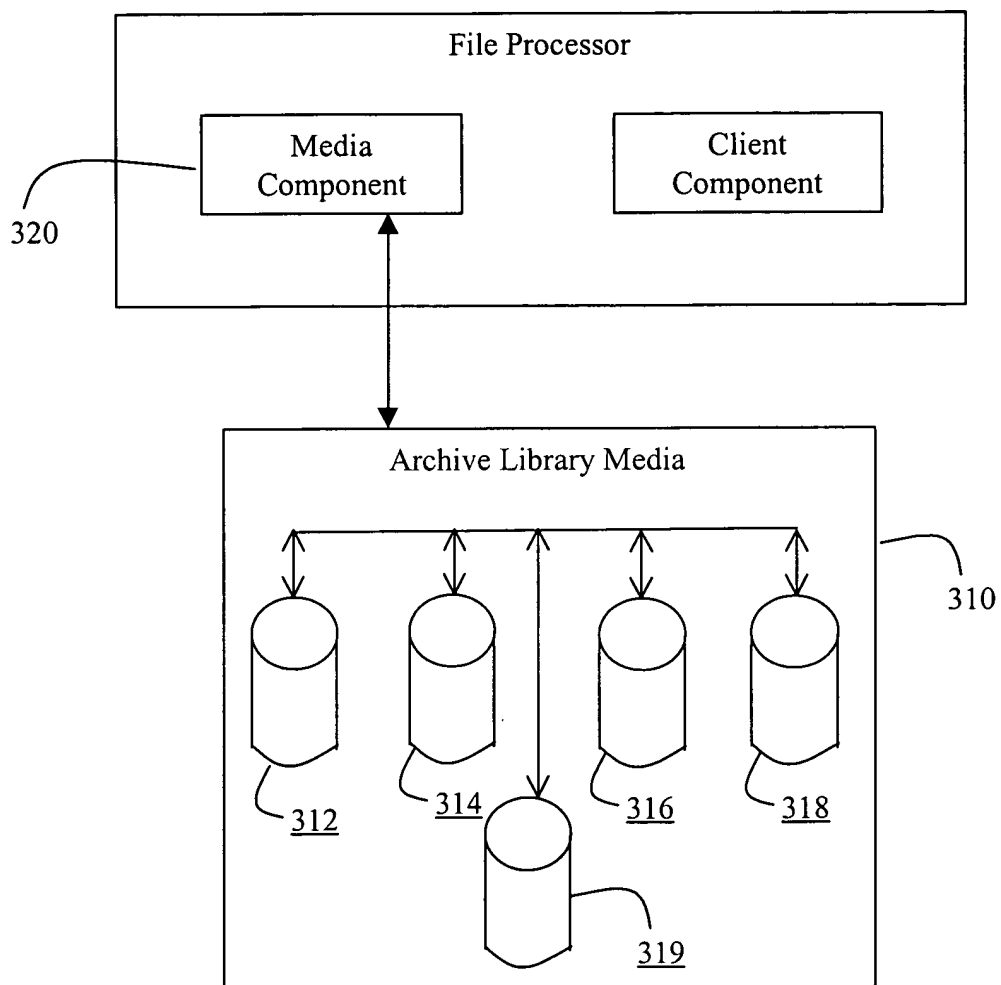 File Processor
Media
Component
Client
Component
320
Archive Library Media
310
312
314
316
318
319